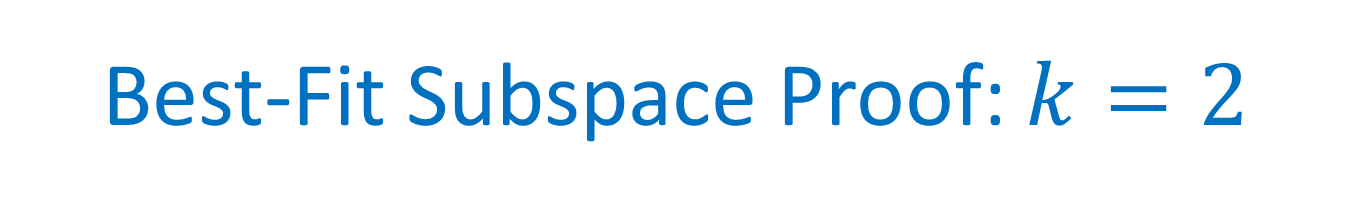 Best-Fit Subspace Proof: 𝑘 = 2